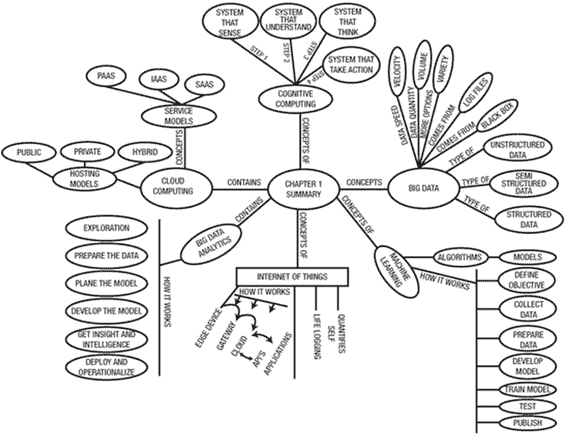 SYSTEM
THAT
SENSE
SYSTEM
THAT
UNDERSTAND
SYSTEM
THAT
THINK
SYSTEM THAT
TAKE ACTION
STEP 1
STEP 2
STEP 3
STEP 4
COGNITIVE
COMPUTING
CONCEPTS OF
PAAS
IAAS
SAAS
SERVICE
MODELS
CONCEPTS
PUBLIC
PRIVATE
HYBRID
HOSTING
MODELS
CLOUD
COMPUTING
CONTAINS
CHAPTER 1
SUMMARY
CONCEPTS
BIG DATA
VELOCITY
VOLUME
VARIETY
LOG FILES
BLACK BOX
DATA SPEED
DATA QUANTITY
MORE OPTIONS
COMES FROM
COMES FROM
TYPE OF
UNSTRUCTURED
DATA
TYPE OF
SEMI
STRUCTURED
DATA
TYPE OF
STRUCTURED
DATA
CONTAINS
BIG DATA
ANALYTICS
HOW IT WORKS
EXPLORATION
PREPARE THE DATA
PLANE THE MODEL
DEVELOP THE MODEL
GET INSIGHT AND
INTELLIGENCE
DEPLOY AND
OPERATIONALIZE
CONCEPTS OF
INTERNET OF THINGS
HOW IT WORKS
EDGE DEVICE
GATEWAY
CLOUD
API'S
APPLICATIONS
LIFE LOGGING
QUANTIFIES
SELF
CONCEPTS OF
MACHINE
LEARNING
ALGORITHMS
MODELS
HOW IT WORKS
DEFINE
OBJECTIVE
COLLECT
DATA
PREPARE
DATA
DEVELOP
MODEL
TRAIN MODEL
TEST
PUBLISH